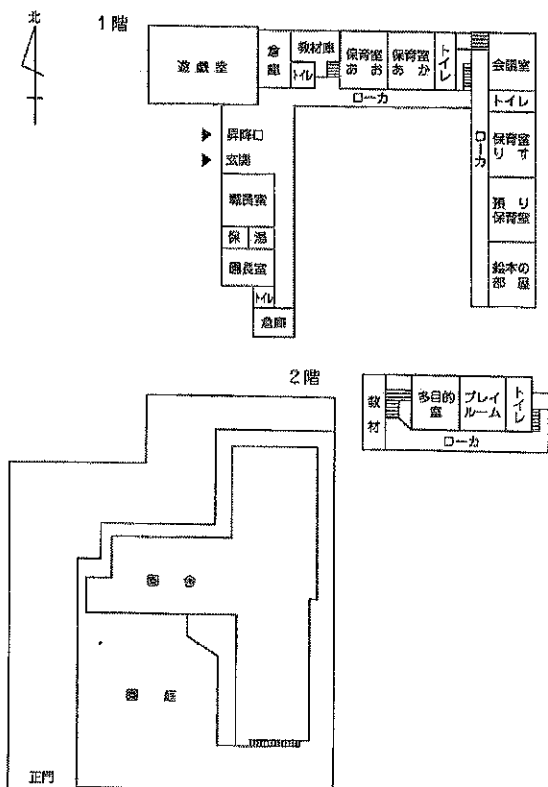 北
1階
遊戯室
倉庫
教材庫
トイレ
保育室
あお
保育室
あか
トイレ
会議室
ローカ
トイレ
ローカ
保育室
りす
預り
保育室
絵本の
部屋
昇降口
玄関
職員室
保
湯
園長室
トイレ
倉庫
2階
教材
多目的
室
プレイ
ルーム
トイレ
ローカ
園舎
園庭
正門